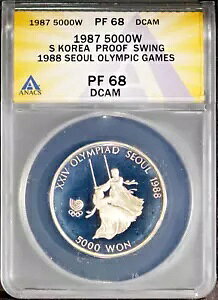 1987 5000W PF 68 DCAM
1987 5000W
S KOREA PROOF SWING
1988 SEOUL OLYMPIC GAMES
PF 68
DCAM
ANACS
XXIV OLYMPIAD SEOUL 1988
5000 WON